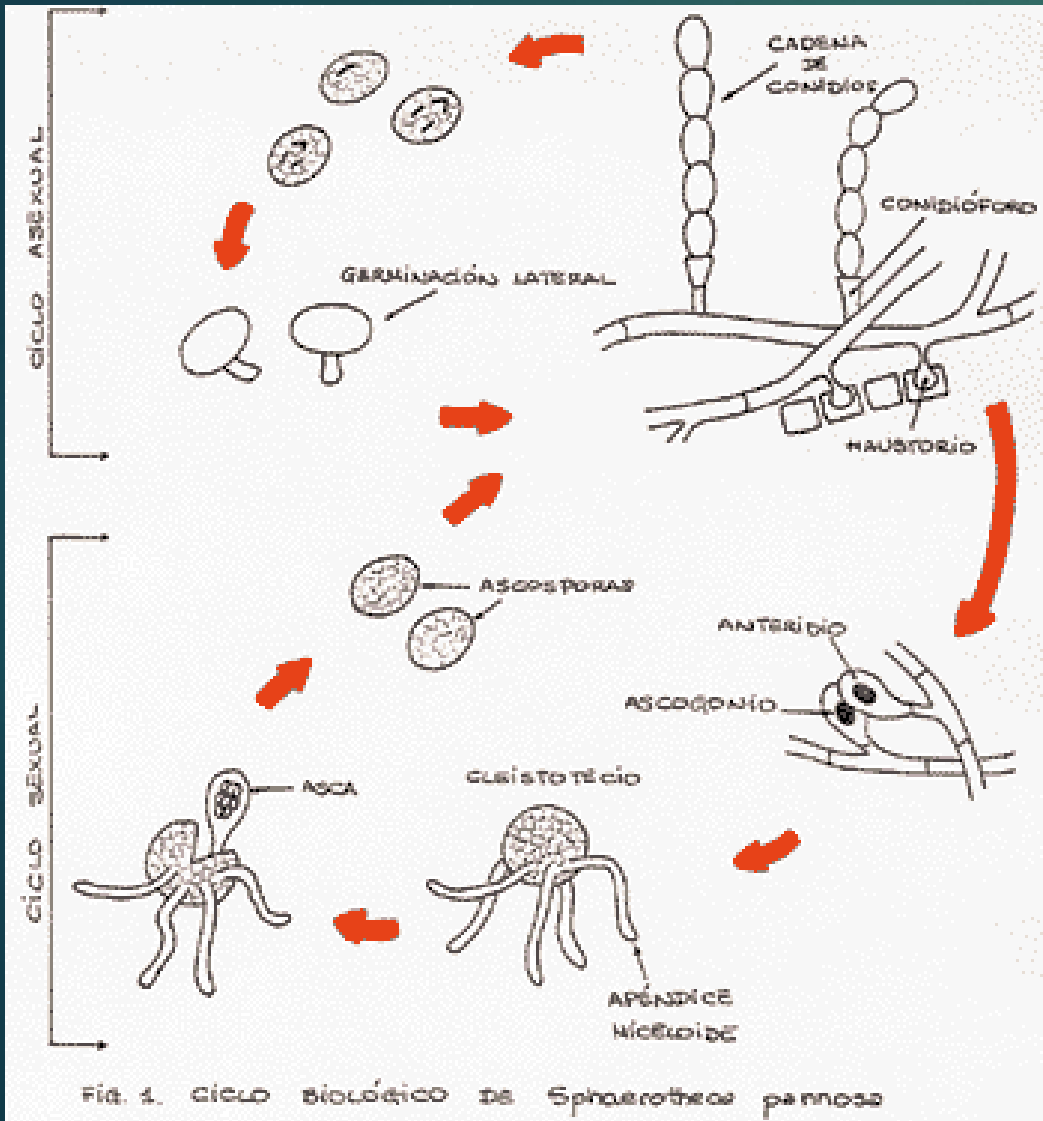 CADENA
DE
CONIDIOS
CONIDIÓFORO
CICLO ASEXUAL
GERMINACIÓN LATERAL
HAUSTORIO
ASCOSPORAS
ANTERIDIO
ASCOGONIO
CICLO SEXUAL
ASCA
CLEISTOTECIO
APÉNDICE
MICELOIDE
FIG. 1. CICLO BIOLÓGICO DE Sphaerotheca pannosa